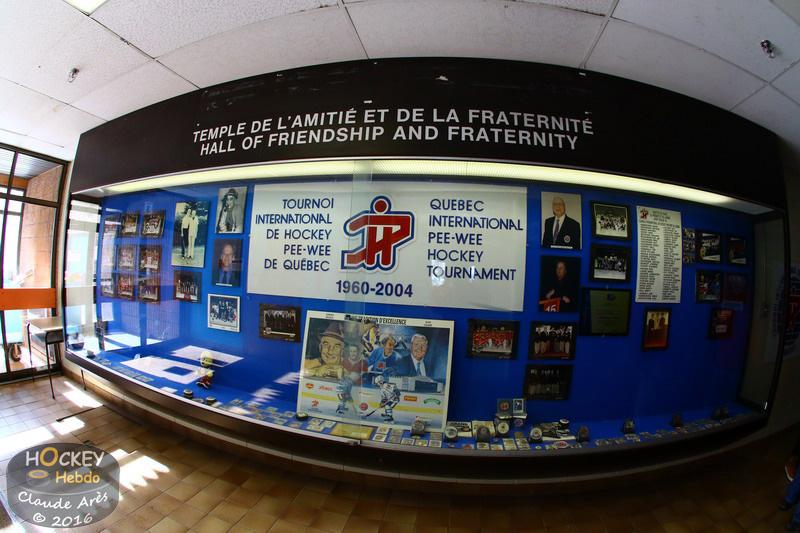 TEMPLE DE L'AMITIÉ ET DE LA FRATERNITÉ
HALL OF FRIENDSHIP AND FRATERNITY
TOURNOI
INTERNATIONAL
DE HOCKEY
PEE-WEE
DE QUÉBEC
QUEBEC
INTERNATIONAL
PEE-WEE
HOCKEY
TOURNAMENT
1960-2004
D'EXCELLENCE
HOCKEY
Hebdo
Claude Arès
© 2016